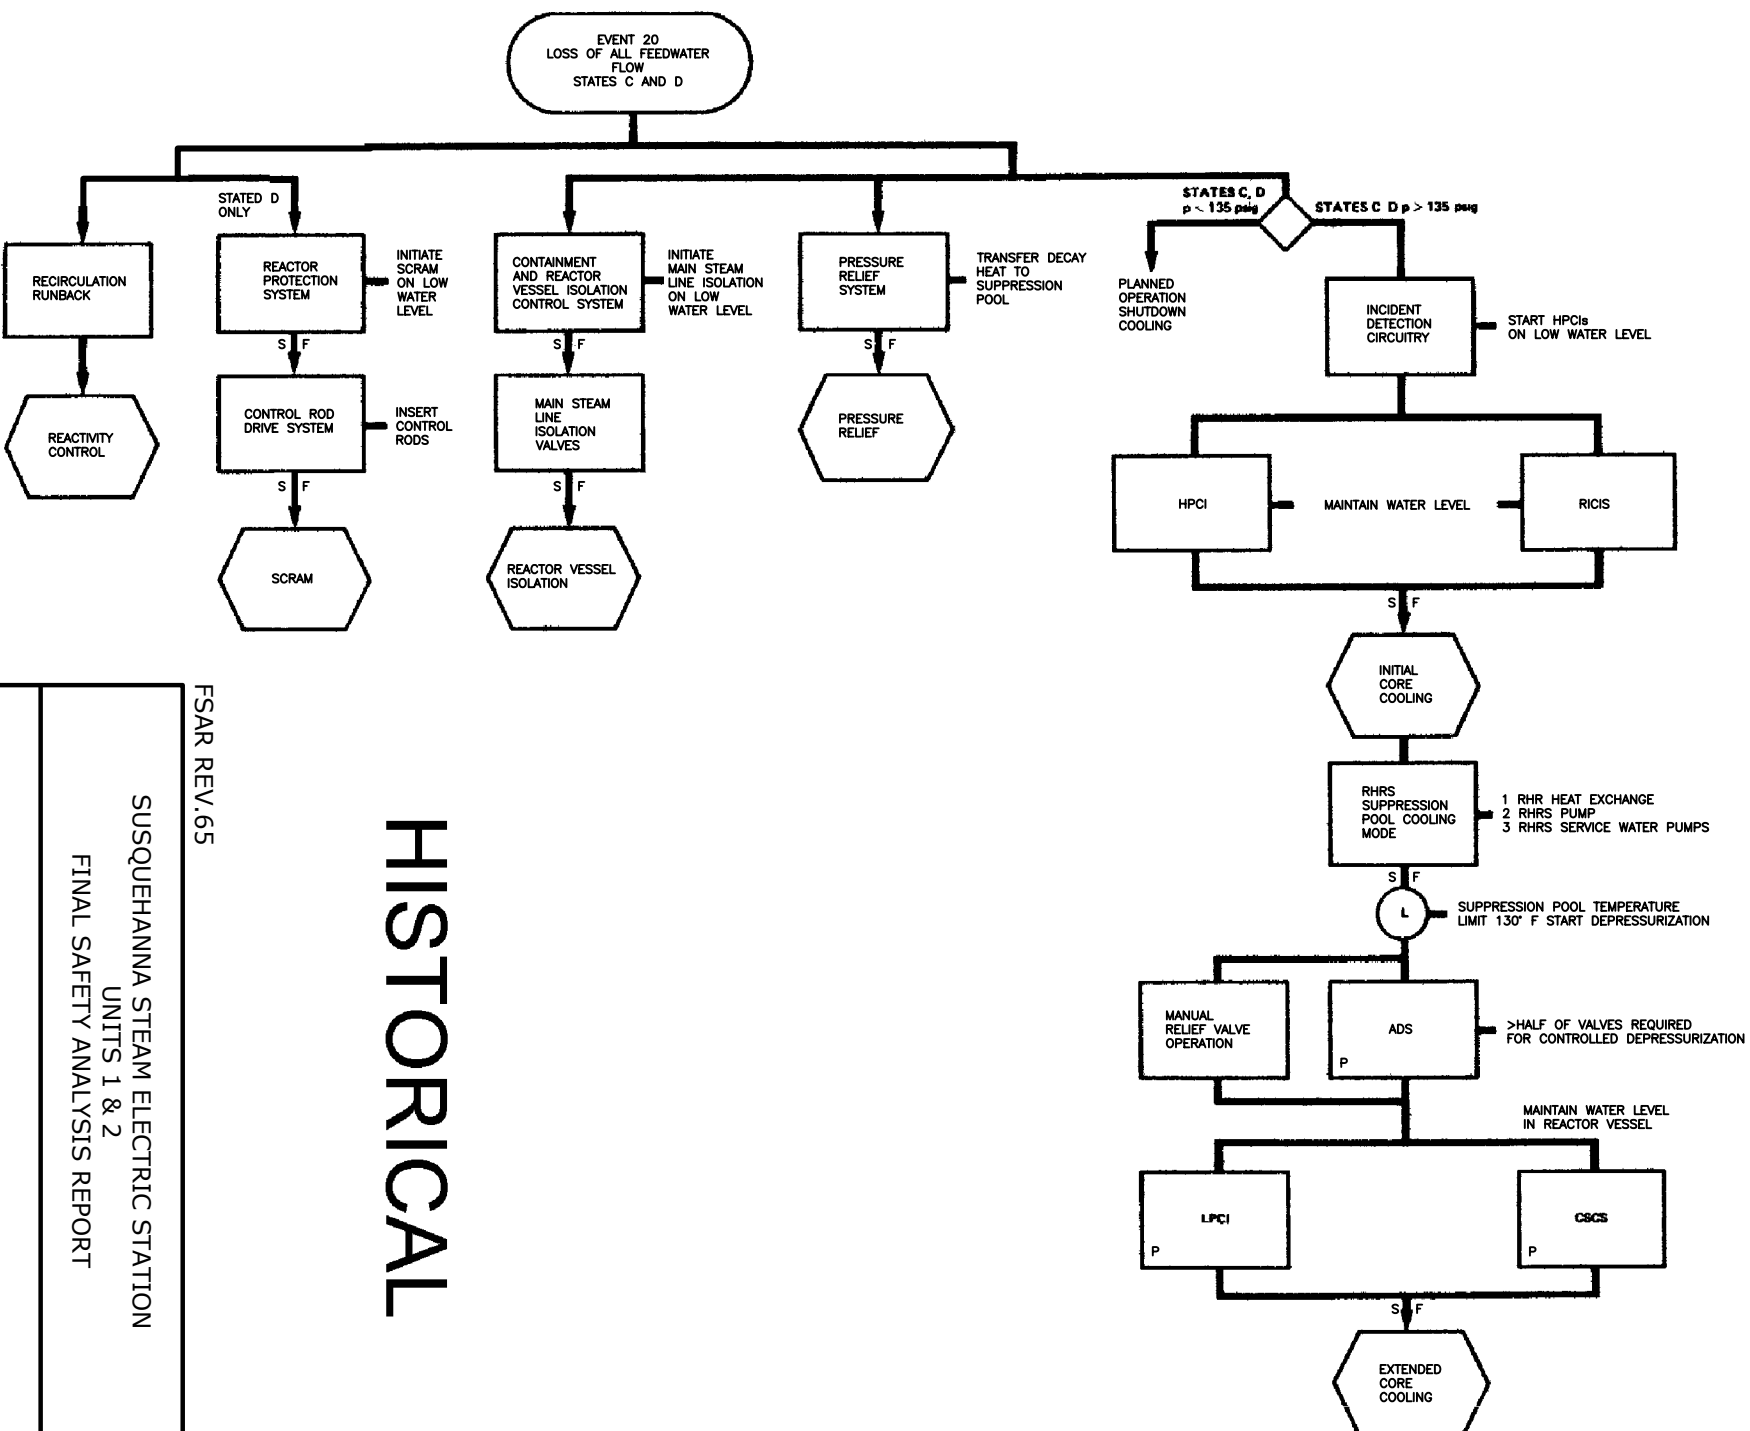 EVENT 20
LOSS OF ALL FEEDWATER
FLOW
STATES C AND D
STATED D
ONLY
STATES C, D
p < 135 psig
STATES C D p > 135 psig
RECIRCULATION
RUNBACK
REACTOR
PROTECTION
SYSTEM
INITIATE
SCRAM
ON LOW
WATER
LEVEL
CONTAINMENT
AND REACTOR
VESSEL ISOLATION
CONTROL SYSTEM
INITIATE
MAIN STEAM
LINE ISOLATION
ON LOW
WATER LEVEL
PRESSURE
RELIEF
SYSTEM
TRANSFER DECAY
HEAT TO
SUPPRESSION
POOL
PLANNED
OPERATION
SHUTDOWN
COOLING
INCIDENT
DETECTION
CIRCUITRY
START HPCIs
ON LOW WATER LEVEL
S F
S F
S F
REACTIVITY
CONTROL
CONTROL ROD
DRIVE SYSTEM
INSERT
CONTROL
RODS
MAIN STEAM
LINE
ISOLATION
VALVES
PRESSURE
RELIEF
S F
S F
SCRAM
REACTOR VESSEL
ISOLATION
HPCI
MAINTAIN WATER LEVEL
RICIS
S F
INITIAL
CORE
COOLING
RHRS
SUPPRESSION
POOL COOLING
MODE
1 RHR HEAT EXCHANGE
2 RHRS PUMP
3 RHRS SERVICE WATER PUMPS
S F
L
SUPPRESSION POOL TEMPERATURE
LIMIT 130° F START DEPRESSURIZATION
MANUAL
RELIEF VALVE
OPERATION
ADS
P
>HALF OF VALVES REQUIRED
FOR CONTROLLED DEPRESSURIZATION
MAINTAIN WATER LEVEL
IN REACTOR VESSEL
LPCI
P
CSCS
P
S F
EXTENDED
CORE
COOLING
HISTORICAL
FSAR REV.65
SUSQUEHANNA STEAM ELECTRIC STATION
UNITS 1 & 2
FINAL SAFETY ANALYSIS REPORT